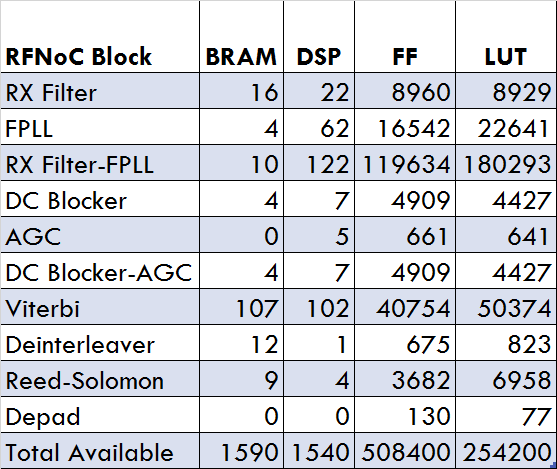 RFNoC Block BRAM DSP FF LUT
RX Filter 16 22 8960 8929
FPLL 4 62 16542 22641
RX Filter-FPLL 10 122 119634 180293
DC Blocker 4 7 4909 4427
AGC 0 5 661 641
DC Blocker-AGC 4 7 4909 4427
Viterbi 107 102 40754 50374
Deinterleaver 12 1 675 823
Reed-Solomon 9 4 3682 6958
Depad 0 0 130 77
Total Available 1590 1540 508400 254200